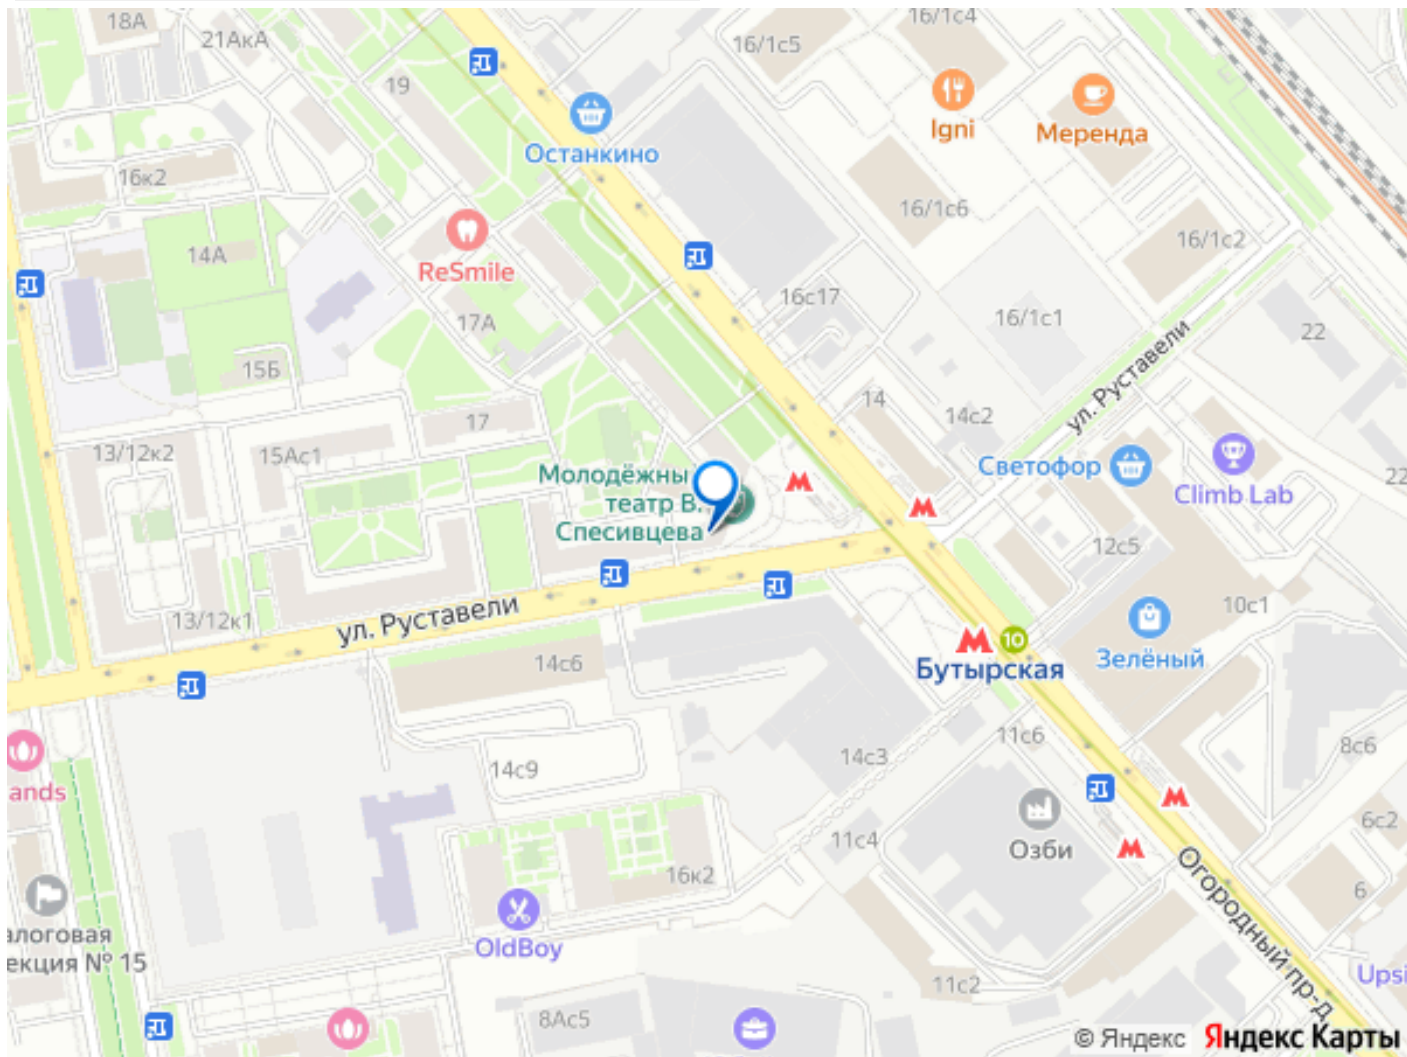 18А
21АкА
16/1с4
16/1с5
19
Igni
Меренда
Останкино
16к2
16/1с6
14А
16/1с2
ReSmile
16с17
17А
16/1с1
22
ул. Руставели
15Б
14
14с2
17
13/12к2
15Ас1
Светофор
Молодёжны
театр В.
Спесивцева
Climb Lab
22
12с5
10с1
13/12к1
ул. Руставели
10
Зелёный
14с6
Бутырская
11с6
8с6
14с3
14с9
ands
6с2
11с4
Озби
16к2
6
Огородный пр-д
алоговая
екция № 15
OldBoy
11с2
Upsi
8Ас5
© Яндекс Яндекс Карты